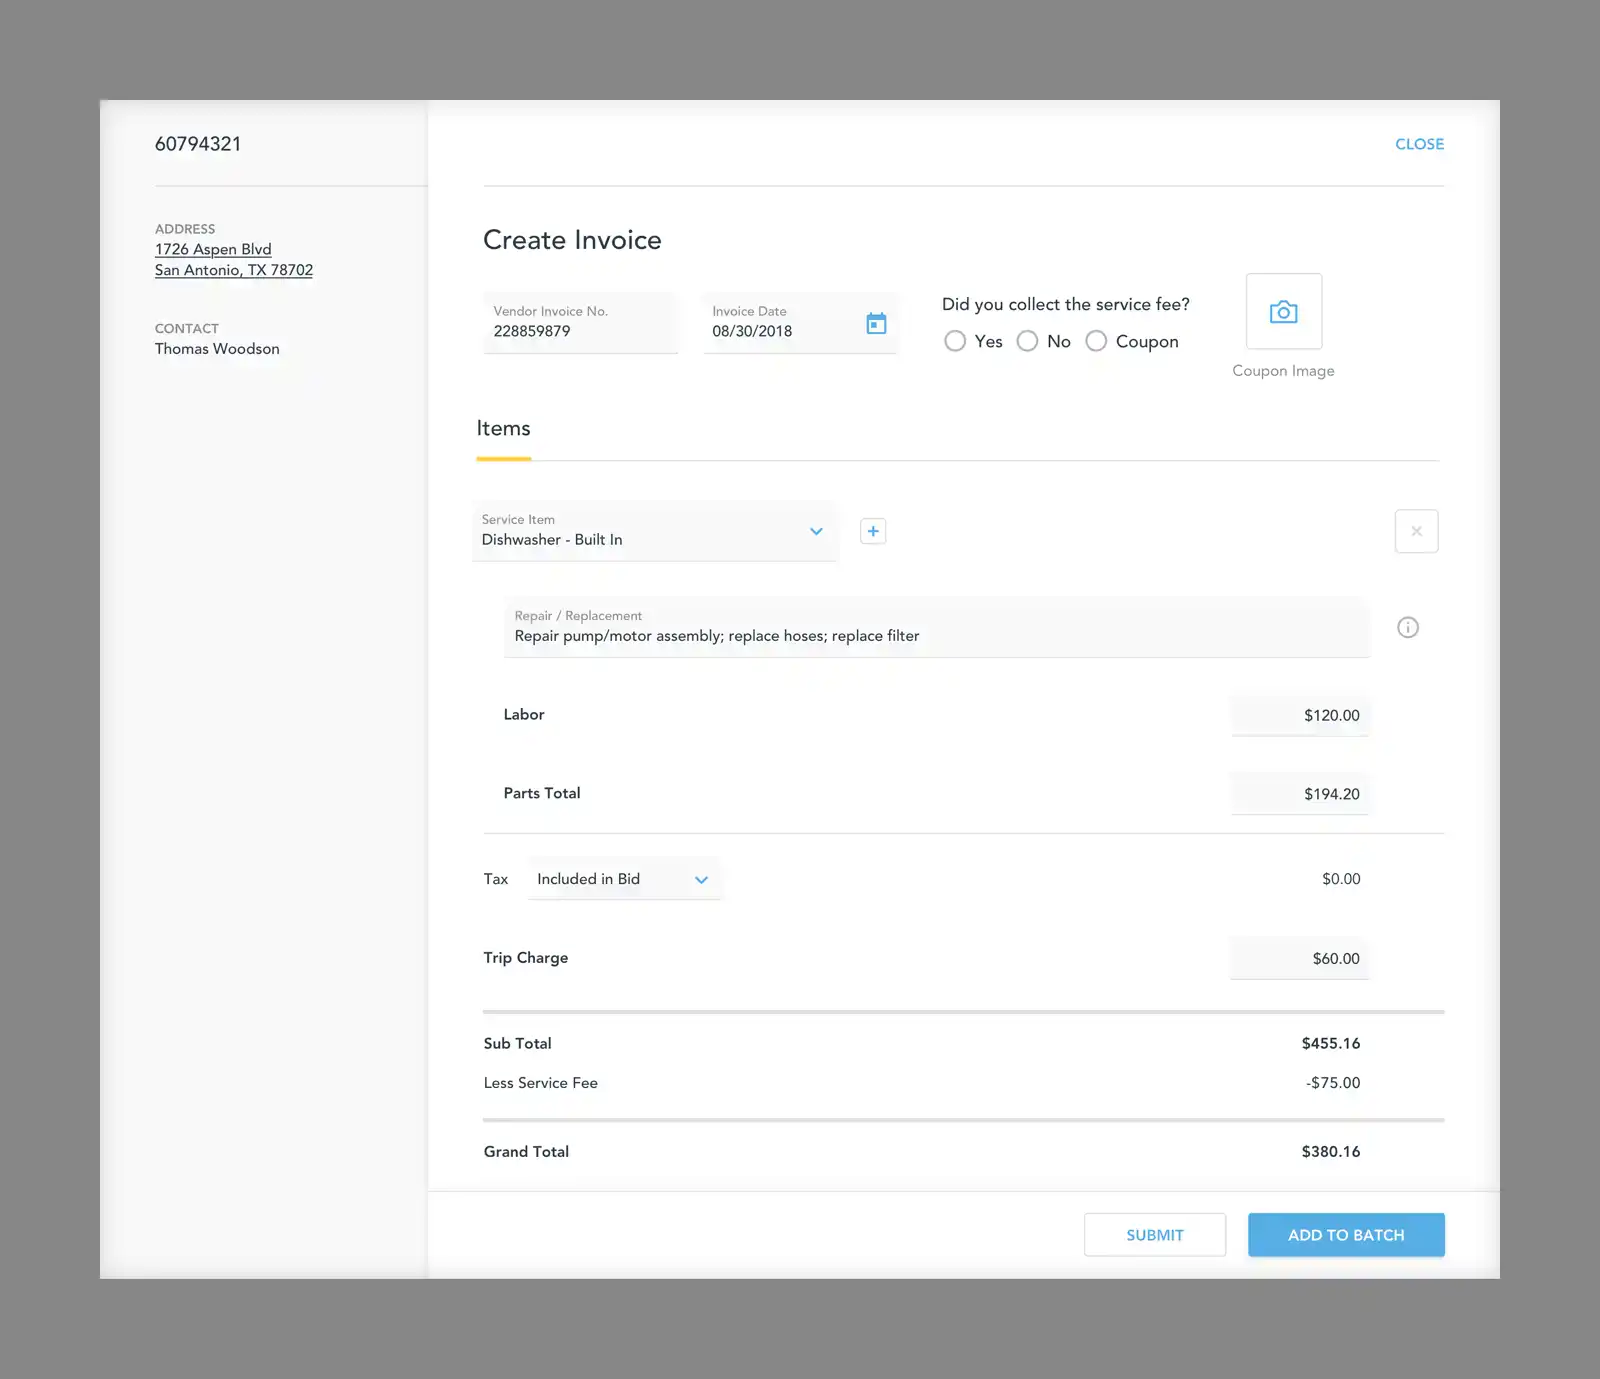 60794321
CLOSE
ADDRESS
1726 Aspen Blvd
San Antonio, TX 78702
CONTACT
Thomas Woodson
Create Invoice
Vendor Invoice No.
228859879
Invoice Date
08/30/2018
Did you collect the service fee?
Yes No Coupon
Coupon Image
Items
Service Item
Dishwasher - Built In
Repair / Replacement
Repair pump/motor assembly; replace hoses; replace filter
Labor $120.00
Parts Total $194.20
Tax Included in Bid $0.00
Trip Charge $60.00
Sub Total $455.16
Less Service Fee -$75.00
Grand Total $380.16
SUBMIT ADD TO BATCH